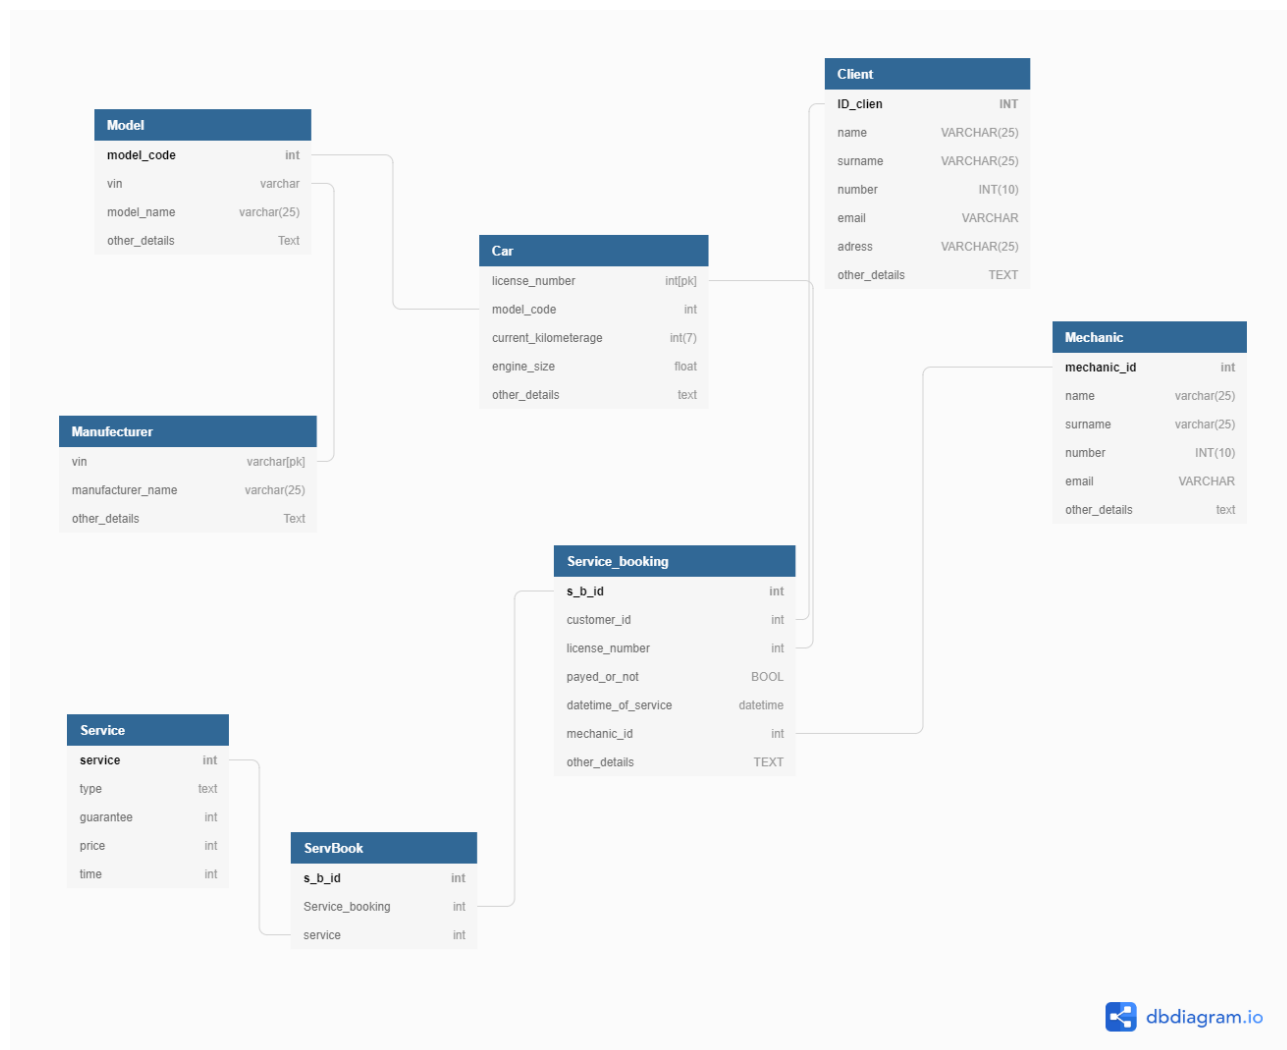 Model
model_code int
vin varchar
model_name varchar(25)
other_details Text
Client
ID_clien INT
name VARCHAR(25)
surname VARCHAR(25)
number INT(10)
email VARCHAR
adress VARCHAR(25)
other_details TEXT
Car
license_number int[pk]
model_code int
current_kilometerage int(7)
engine_size float
other_details text
Mechanic
mechanic_id int
name varchar(25)
surname varchar(25)
number INT(10)
email VARCHAR
other_details text
Manufecturer
vin varchar[pk]
manufacturer_name varchar(25)
other_details Text
Service_booking
s_b_id int
customer_id int
license_number int
payed_or_not BOOL
datetime_of_service datetime
mechanic_id int
other_details TEXT
Service
service int
type text
guarantee int
price int
time int
ServBook
s_b_id int
Service_booking int
service int
dbdiagram.io